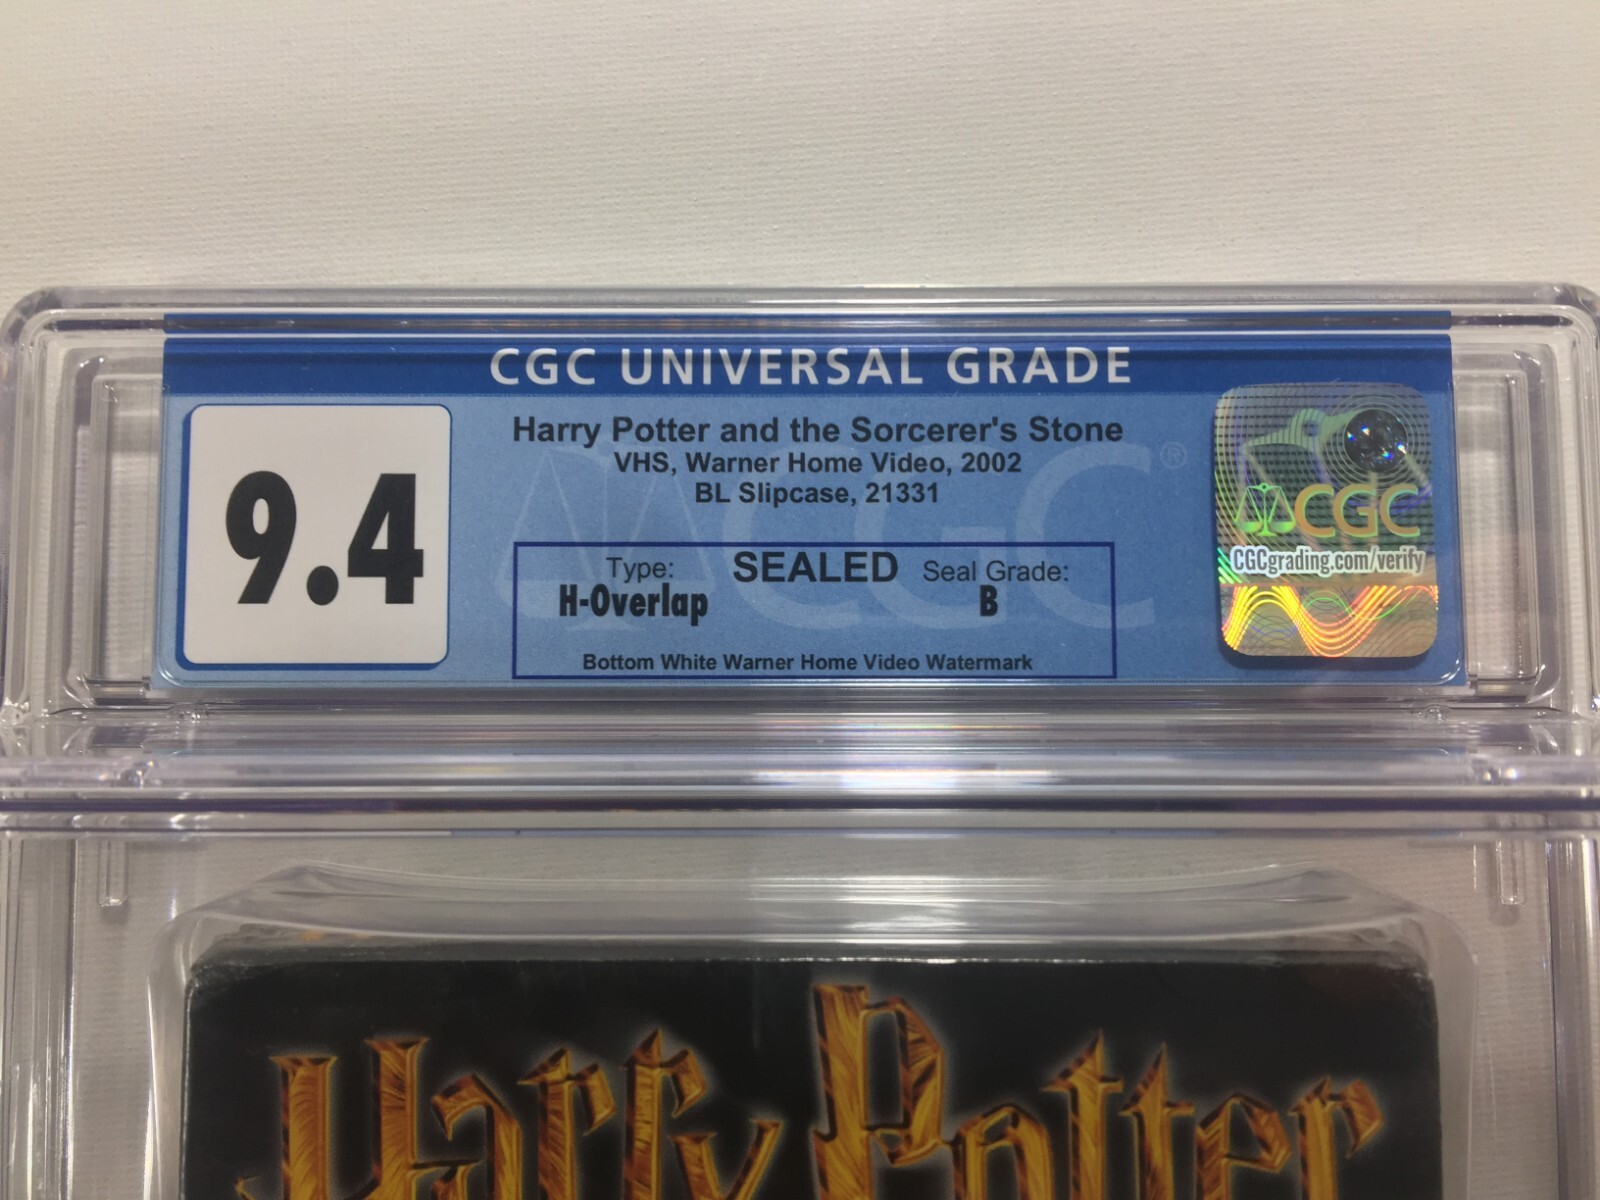 CGC UNIVERSAL GRADE
9.4
Harry Potter and the Sorcerer's Stone
VHS, Warner Home Video, 2002
BL Slipcase, 21331
Type: SEALED Seal Grade:
H-Overlap B
Bottom White Warner Home Video Watermark
CGC®
CGC
CGCgrading.com/verify
Harry Potter